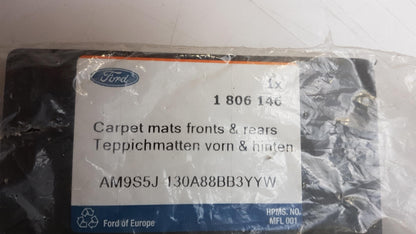 Ford
1x
1 806 146
Carpet mats fronts & rears
Teppichmatten vorn & hinten
AM9S5J 130A88BB3YYW
Ford of Europe
HPMS. NO.
MFL 001